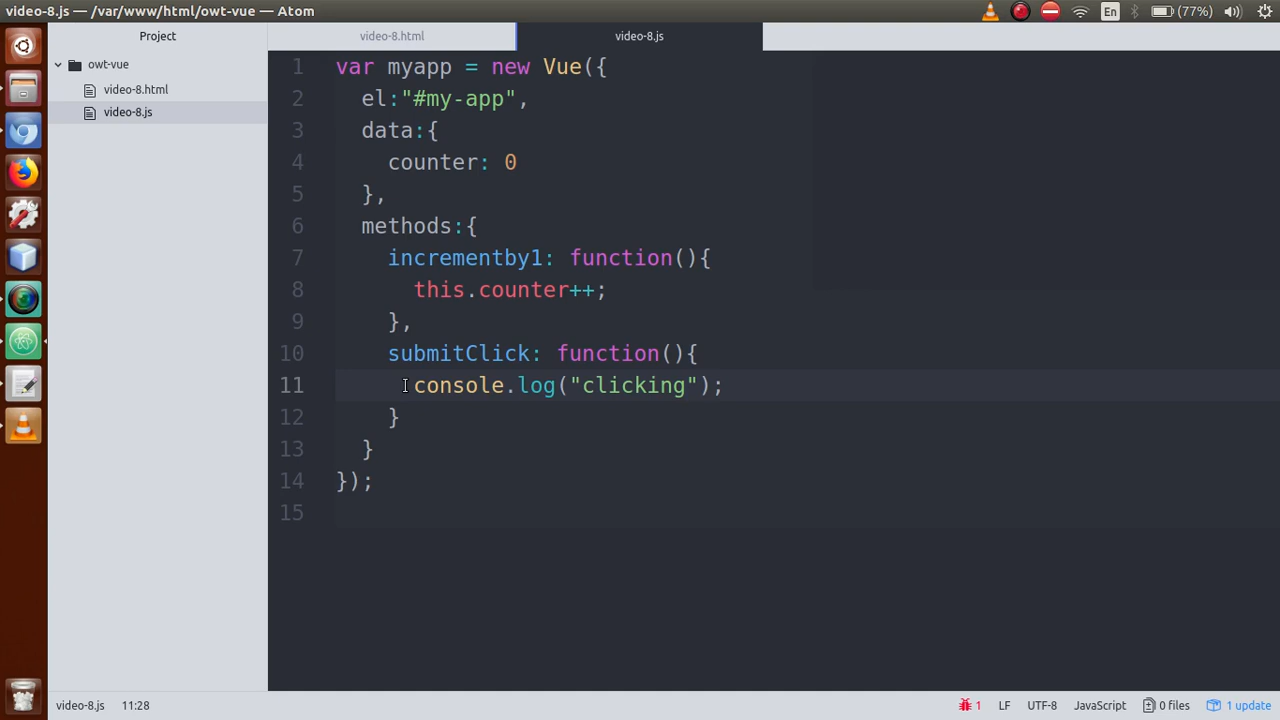 video-8.js — /var/www/html/owt-vue — Atom
En
(77%)
Project
video-8.html
video-8.js
owt-vue
video-8.html
video-8.js
1 var myapp = new Vue({
2 el:"#my-app",
3 data:{
4 counter: 0
5 },
6 methods:{
7 incrementby1: function(){
8 this.counter++;
9 },
10 submitClick: function(){
11 console.log("clicking");
12 }
13 }
14 });
15
video-8.js 11:28
1 LF UTF-8 JavaScript 0 files 1 update